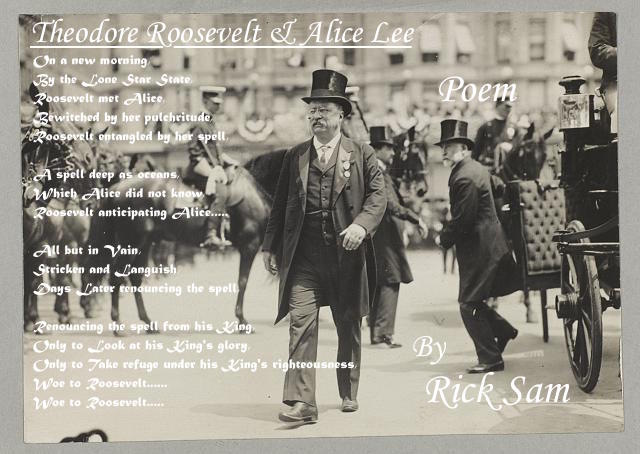 Theodore Roosevelt & Alice Lee
On a new morning,
By the Lone Star State,
Roosevelt met Alice,
Bewitched by her pulchritude,
Roosevelt entangled by her spell,
A spell deep as oceans,
Which Alice did not know,
Roosevelt anticipating Alice.....
All but in Vain,
Stricken and Languish
Days Later renouncing the spell,
Renouncing the spell from his King,
Only to Look at his King's glory,
Only to Take refuge under his King's righteousness,
Woe to Roosevelt......
Woe to Roosevelt.....
Poem
By
Rick Sam